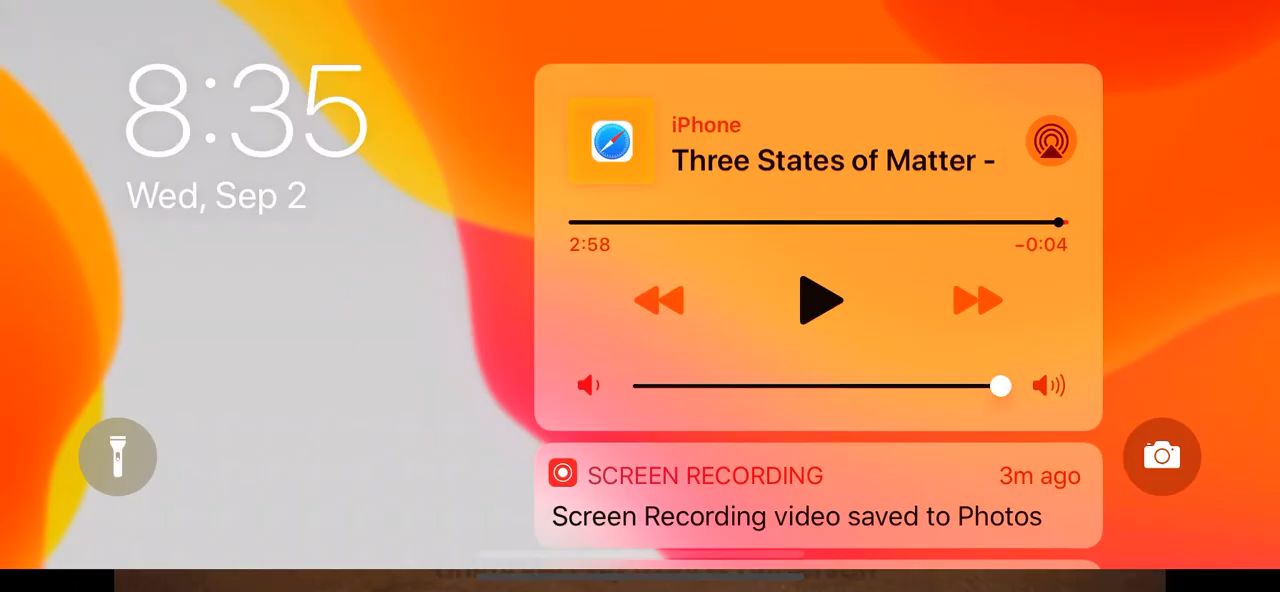 8:35
Wed, Sep 2
iPhone
Three States of Matter -
2:58
−0:04
SCREEN RECORDING
3m ago
Screen Recording video saved to Photos